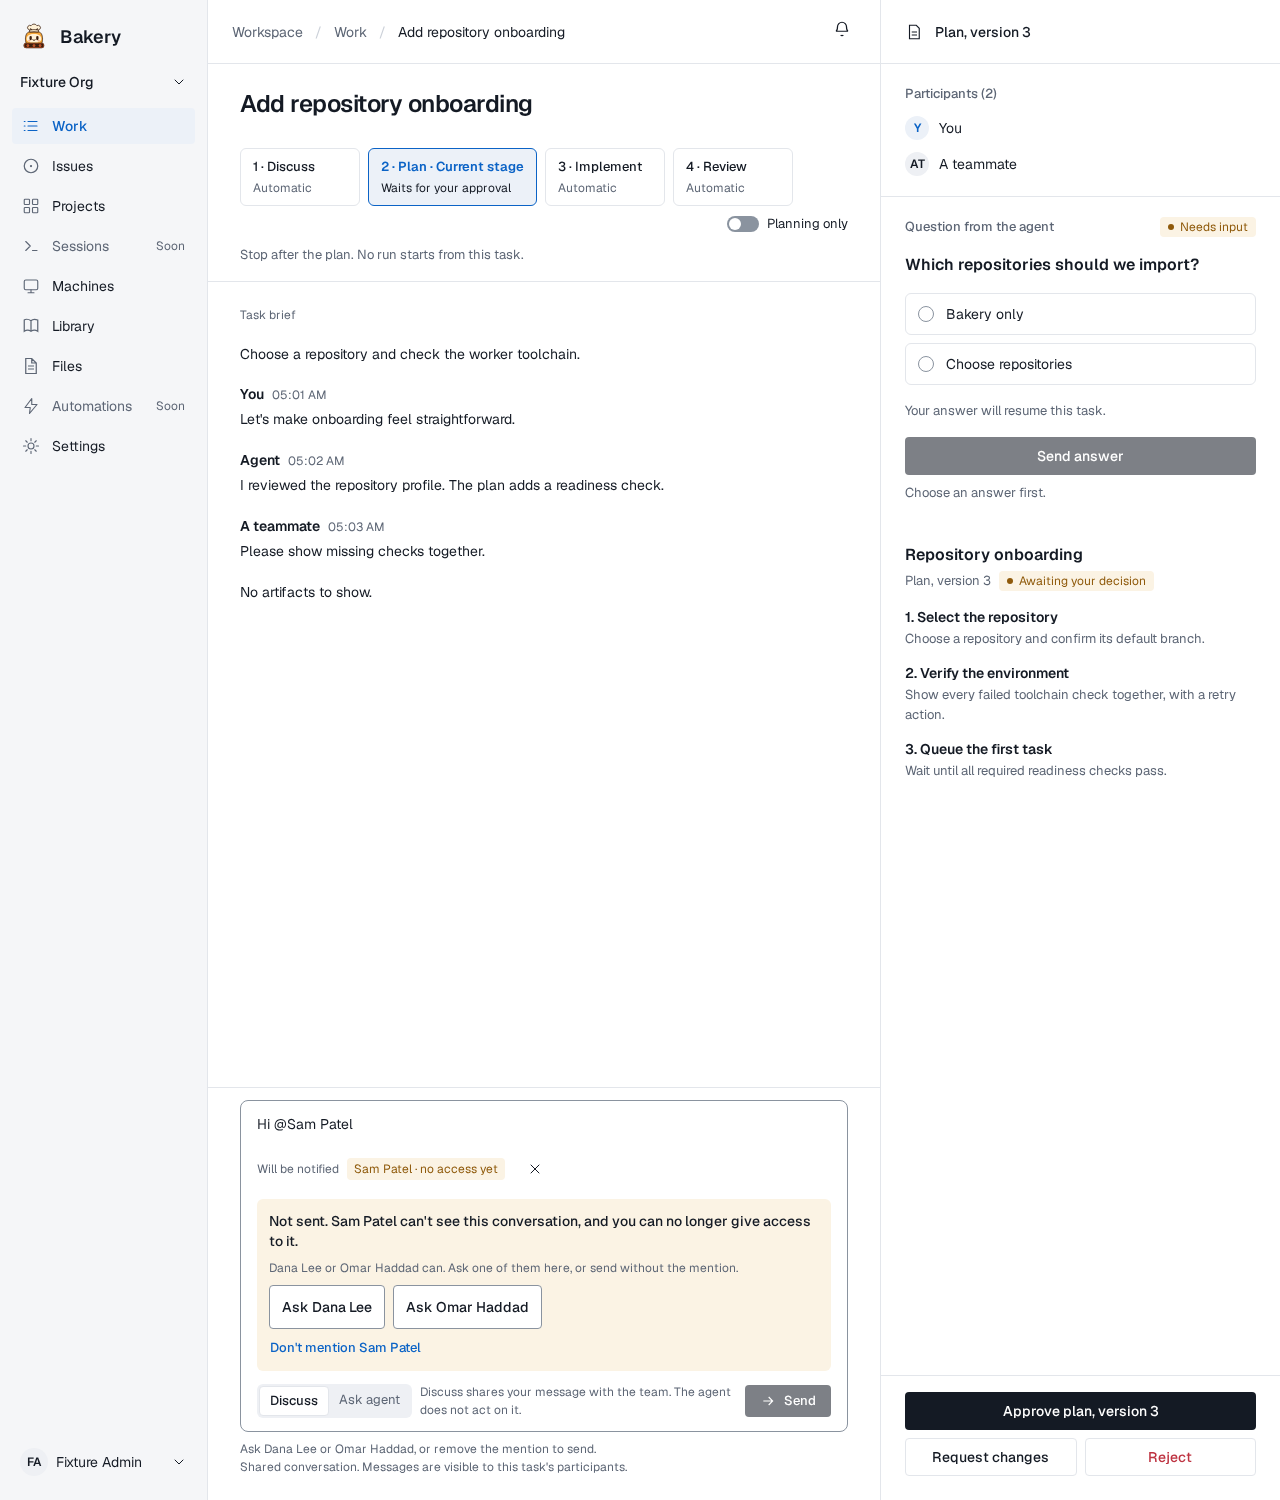 Bakery
Fixture Org
Work
Issues
Projects
Sessions Soon
Machines
Library
Files
Automations Soon
Settings
FA Fixture Admin
Workspace / Work / Add repository onboarding
Add repository onboarding
1 · Discuss
Automatic
2 · Plan · Current stage
Waits for your approval
3 · Implement
Automatic
4 · Review
Automatic
Planning only
Stop after the plan. No run starts from this task.
Task brief
Choose a repository and check the worker toolchain.
You 05:01 AM
Let's make onboarding feel straightforward.
Agent 05:02 AM
I reviewed the repository profile. The plan adds a readiness check.
A teammate 05:03 AM
Please show missing checks together.
No artifacts to show.
Hi @Sam Patel
Will be notified Sam Patel · no access yet
Not sent. Sam Patel can't see this conversation, and you can no longer give access
to it.
Dana Lee or Omar Haddad can. Ask one of them here, or send without the mention.
Ask Dana Lee Ask Omar Haddad
Don't mention Sam Patel
Discuss Ask agent
Discuss shares your message with the team. The agent
does not act on it.
Send
Ask Dana Lee or Omar Haddad, or remove the mention to send.
Shared conversation. Messages are visible to this task's participants.
Plan, version 3
Participants (2)
Y You
AT A teammate
Question from the agent Needs input
Which repositories should we import?
Bakery only
Choose repositories
Your answer will resume this task.
Send answer
Choose an answer first.
Repository onboarding
Plan, version 3 Awaiting your decision
1. Select the repository
Choose a repository and confirm its default branch.
2. Verify the environment
Show every failed toolchain check together, with a retry
action.
3. Queue the first task
Wait until all required readiness checks pass.
Approve plan, version 3
Request changes Reject